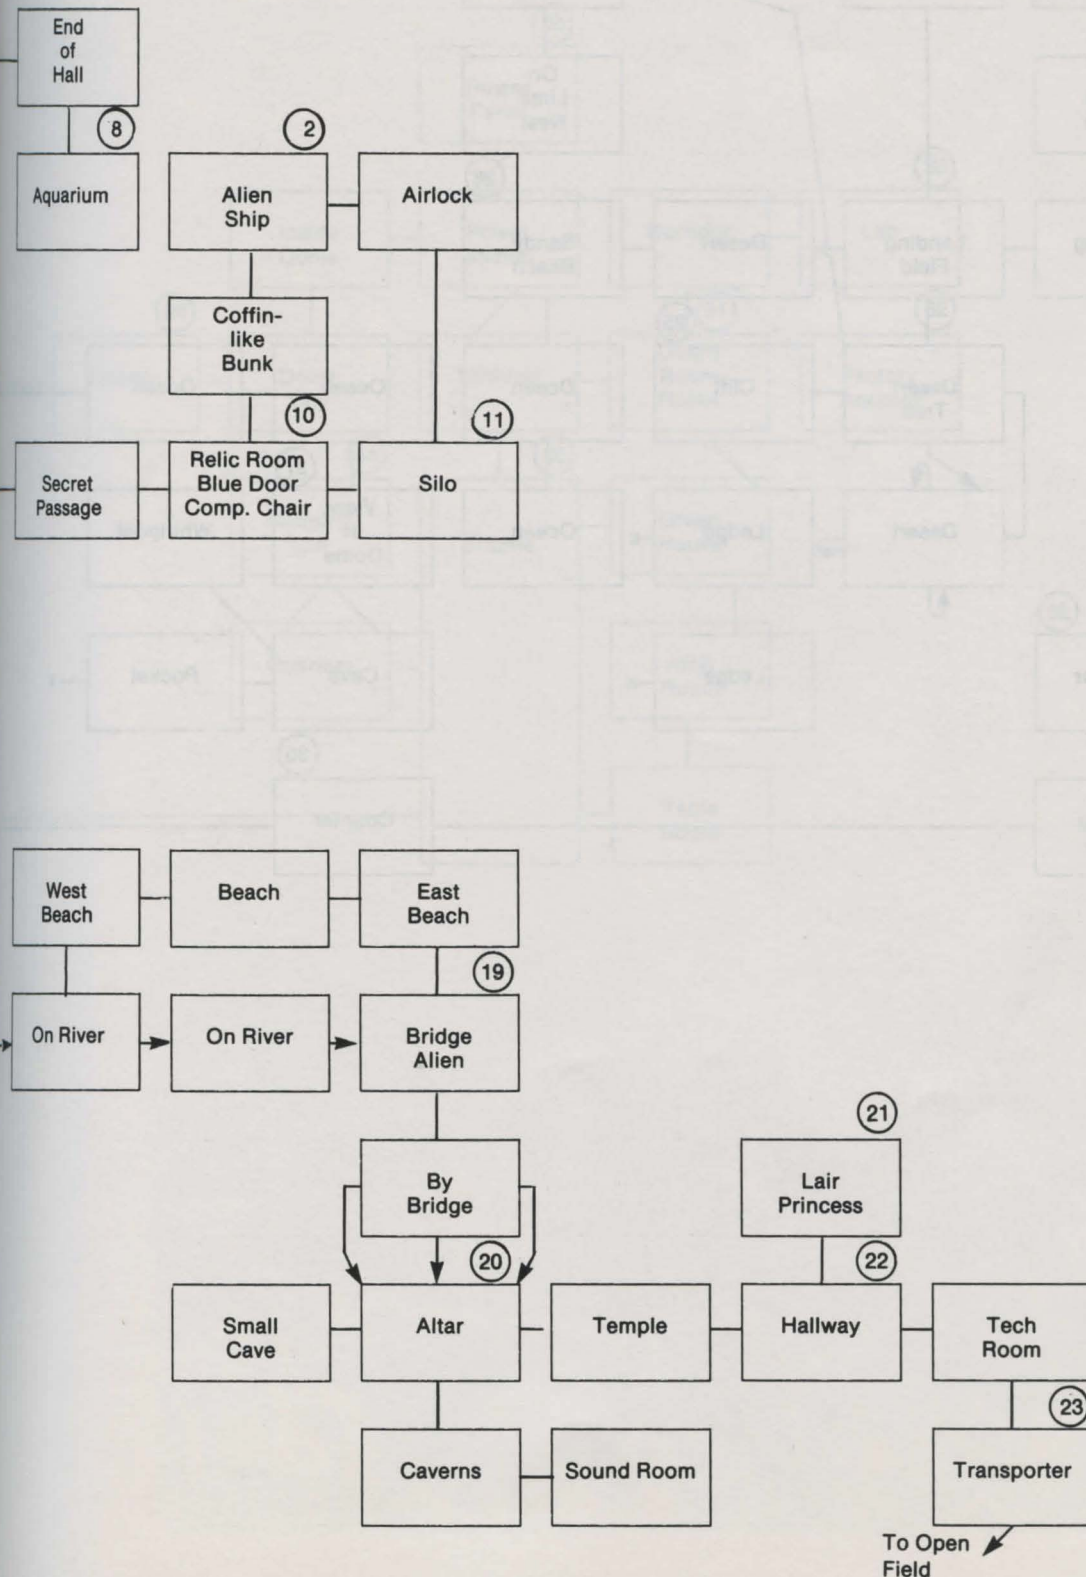 End
of
Hall
8
2
Aquarium
Alien
Ship
Airlock
Coffin-
like
Bunk
10
11
Secret
Passage
Relic Room
Blue Door
Comp. Chair
Silo
West
Beach
Beach
East
Beach
19
On River
On River
Bridge
Alien
21
By
Bridge
Lair
Princess
20
22
Small
Cave
Altar
Temple
Hallway
Tech
Room
23
Caverns
Sound Room
Transporter
To Open
Field